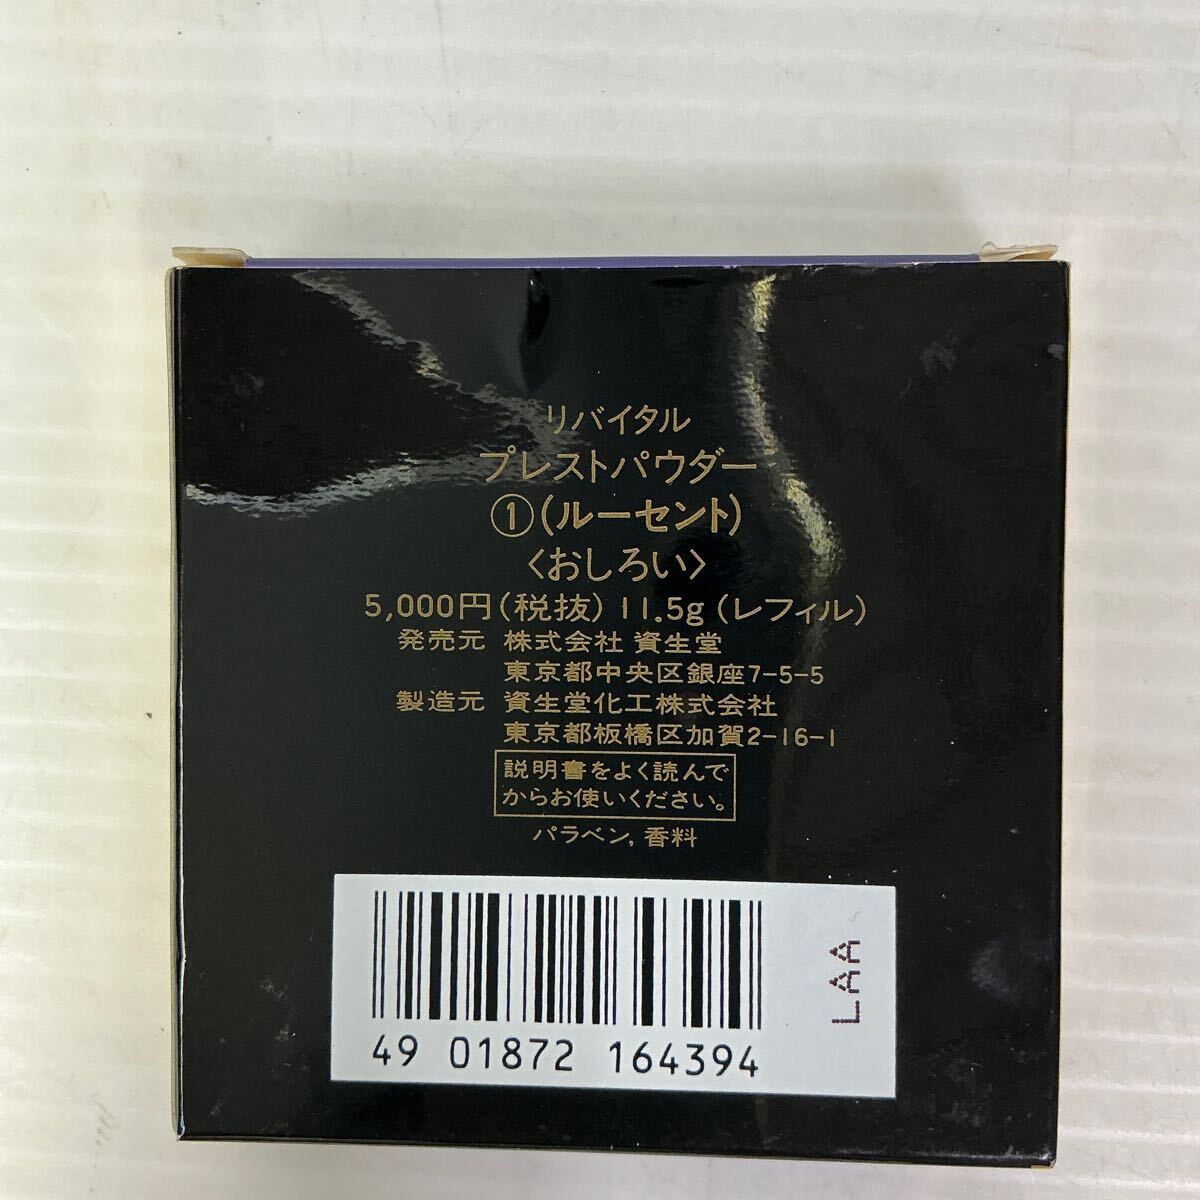 リバイタル
プレストパウダー
①(ルーセント)
〈おしろい〉
5,000円(税抜) 11.5g (レフィル)
発売元 株式会社 資生堂
東京都中央区銀座7-5-5
製造元 資生堂化工株式会社
東京都板橋区加賀2-16-1
説明書をよく読んで
からお使いください。
パラベン, 香料
49 01872 164394
LAA